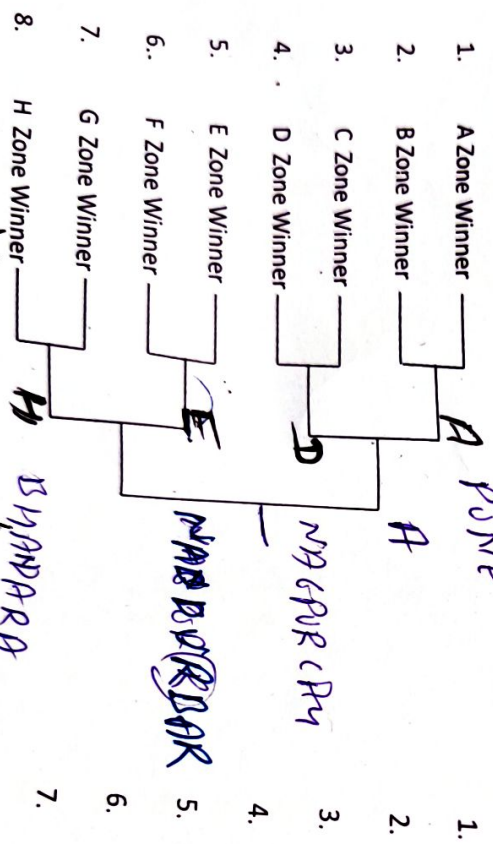 1. A Zone Winner
2. B Zone Winner
3. C Zone Winner
4. D Zone Winner
5. E Zone Winner
6. F Zone Winner
7. G Zone Winner
8. H Zone Winner
A
D
E
H
A
PUNE
NAGPUR
BHANDARA
1.
2.
3.
4.
5.
6.
7.